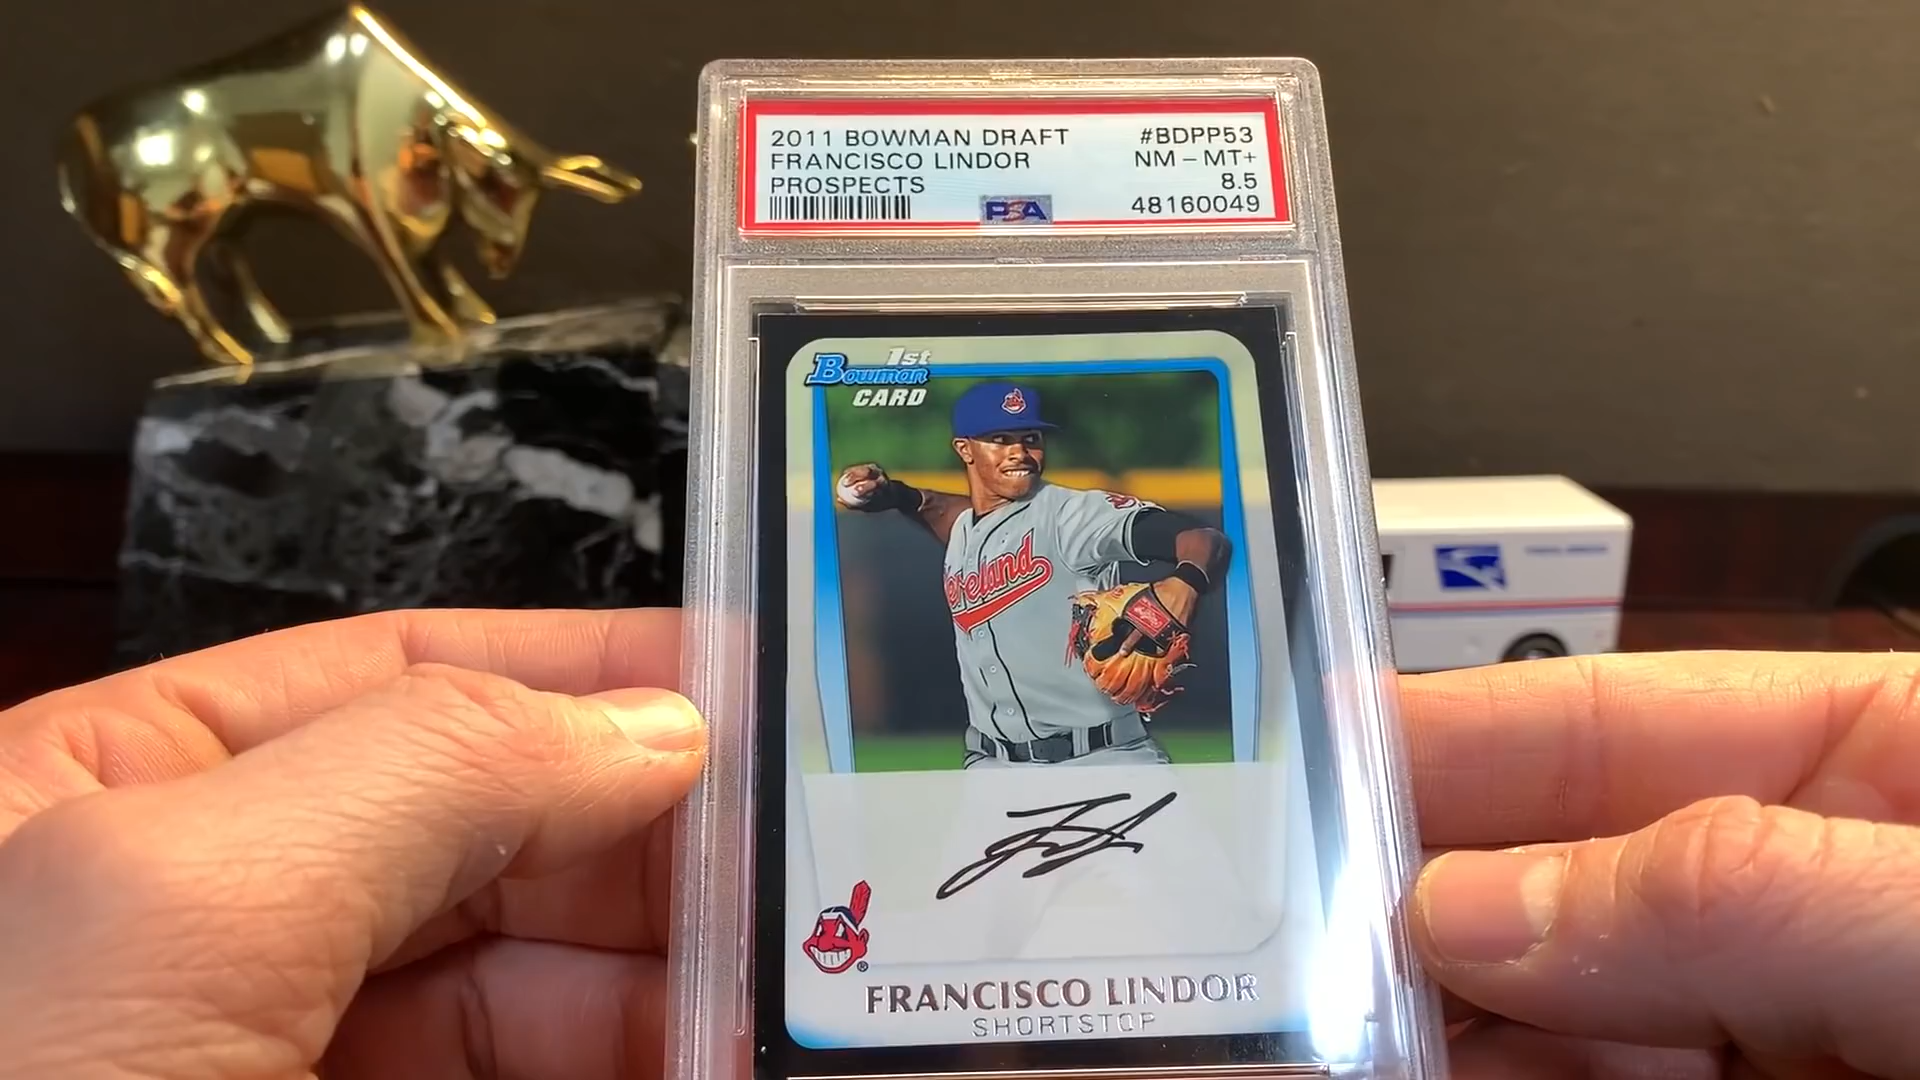 2011 BOWMAN DRAFT #BDPP53
FRANCISCO LINDOR NM - MT+
PROSPECTS 8.5
PSA 48160049
1st
Bowman
CARD
Cleveland
FRANCISCO LINDOR
SHORTSTOP